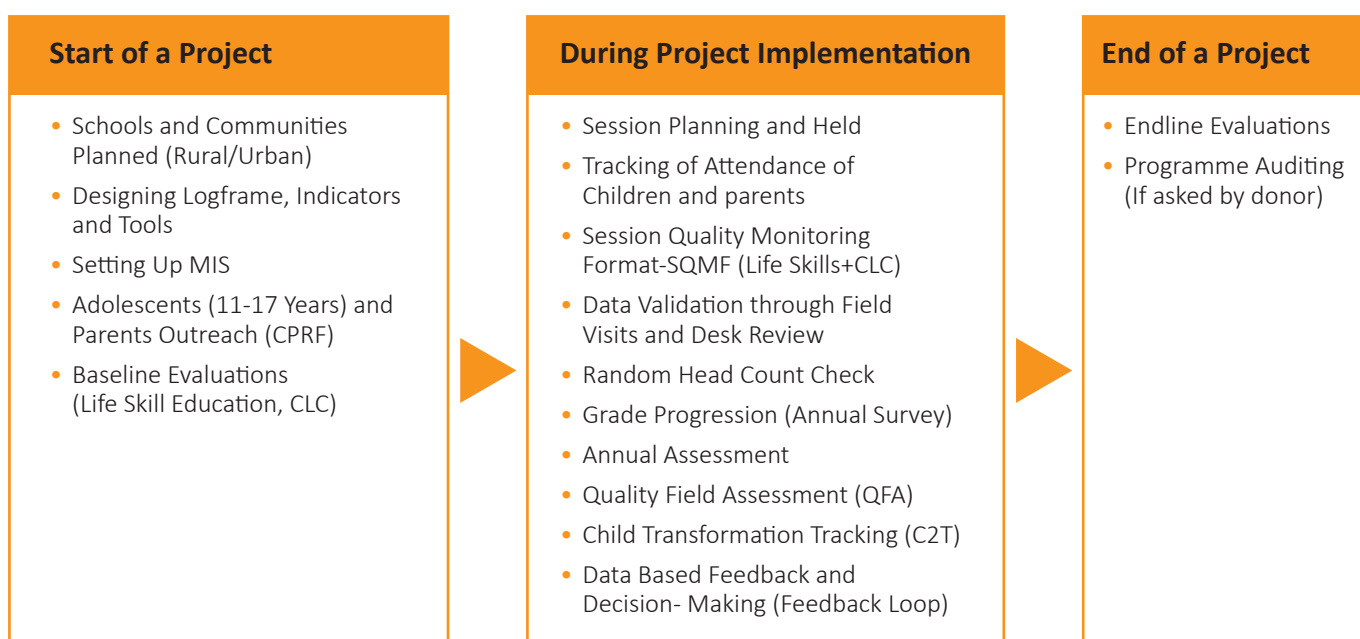 Start of a Project
• Schools and Communities
Planned (Rural/Urban)
• Designing Logframe, Indicators
and Tools
• Setting Up MIS
• Adolescents (11-17 Years) and
Parents Outreach (CPRF)
• Baseline Evaluations
(Life Skill Education, CLC)
During Project Implementation
• Session Planning and Held
• Tracking of Attendance of
Children and parents
• Session Quality Monitoring
Format-SQMF (Life Skills+CLC)
• Data Validation through Field
Visits and Desk Review
• Random Head Count Check
• Grade Progression (Annual Survey)
• Annual Assessment
• Quality Field Assessment (QFA)
• Child Transformation Tracking (C2T)
• Data Based Feedback and
Decision- Making (Feedback Loop)
End of a Project
• Endline Evaluations
• Programme Auditing
(If asked by donor)